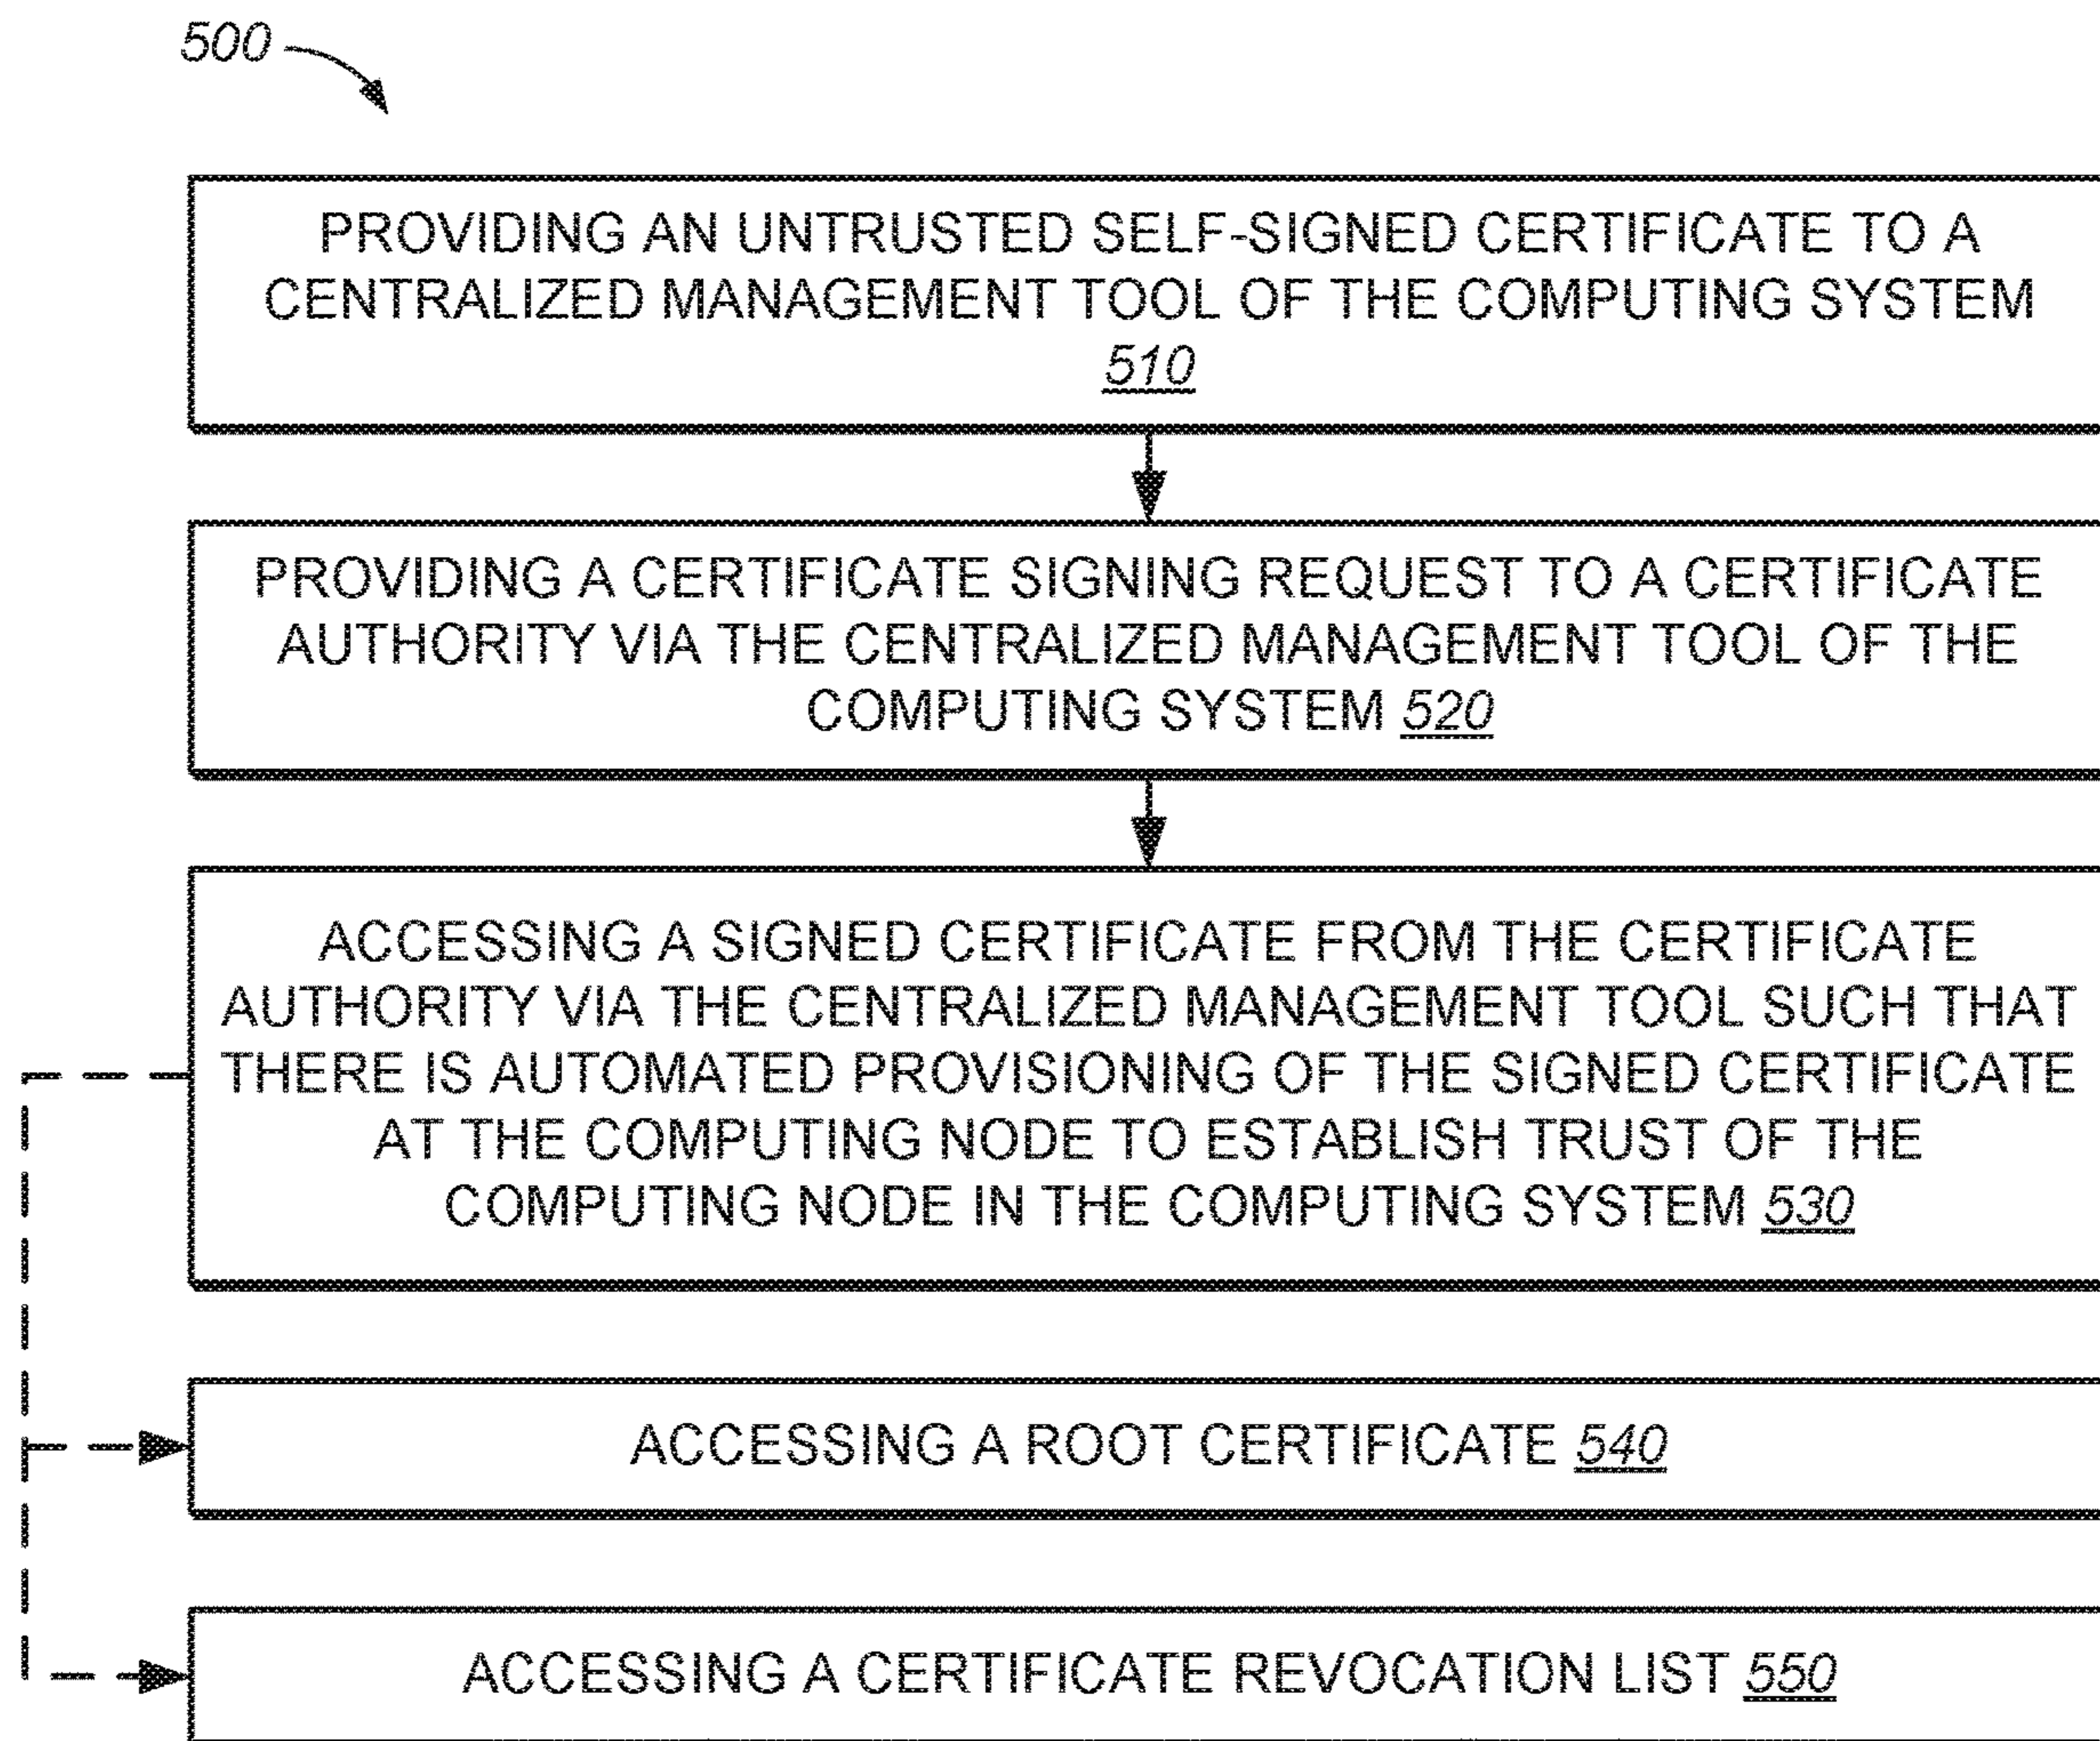 500
PROVIDING AN UNTRUSTED SELF-SIGNED CERTIFICATE TO A
CENTRALIZED MANAGEMENT TOOL OF THE COMPUTING SYSTEM
510
PROVIDING A CERTIFICATE SIGNING REQUEST TO A CERTIFICATE
AUTHORITY VIA THE CENTRALIZED MANAGEMENT TOOL OF THE
COMPUTING SYSTEM 520
ACCESSING A SIGNED CERTIFICATE FROM THE CERTIFICATE
AUTHORITY VIA THE CENTRALIZED MANAGEMENT TOOL SUCH THAT
THERE IS AUTOMATED PROVISIONING OF THE SIGNED CERTIFICATE
AT THE COMPUTING NODE TO ESTABLISH TRUST OF THE
COMPUTING NODE IN THE COMPUTING SYSTEM 530
ACCESSING A ROOT CERTIFICATE 540
ACCESSING A CERTIFICATE REVOCATION LIST 550